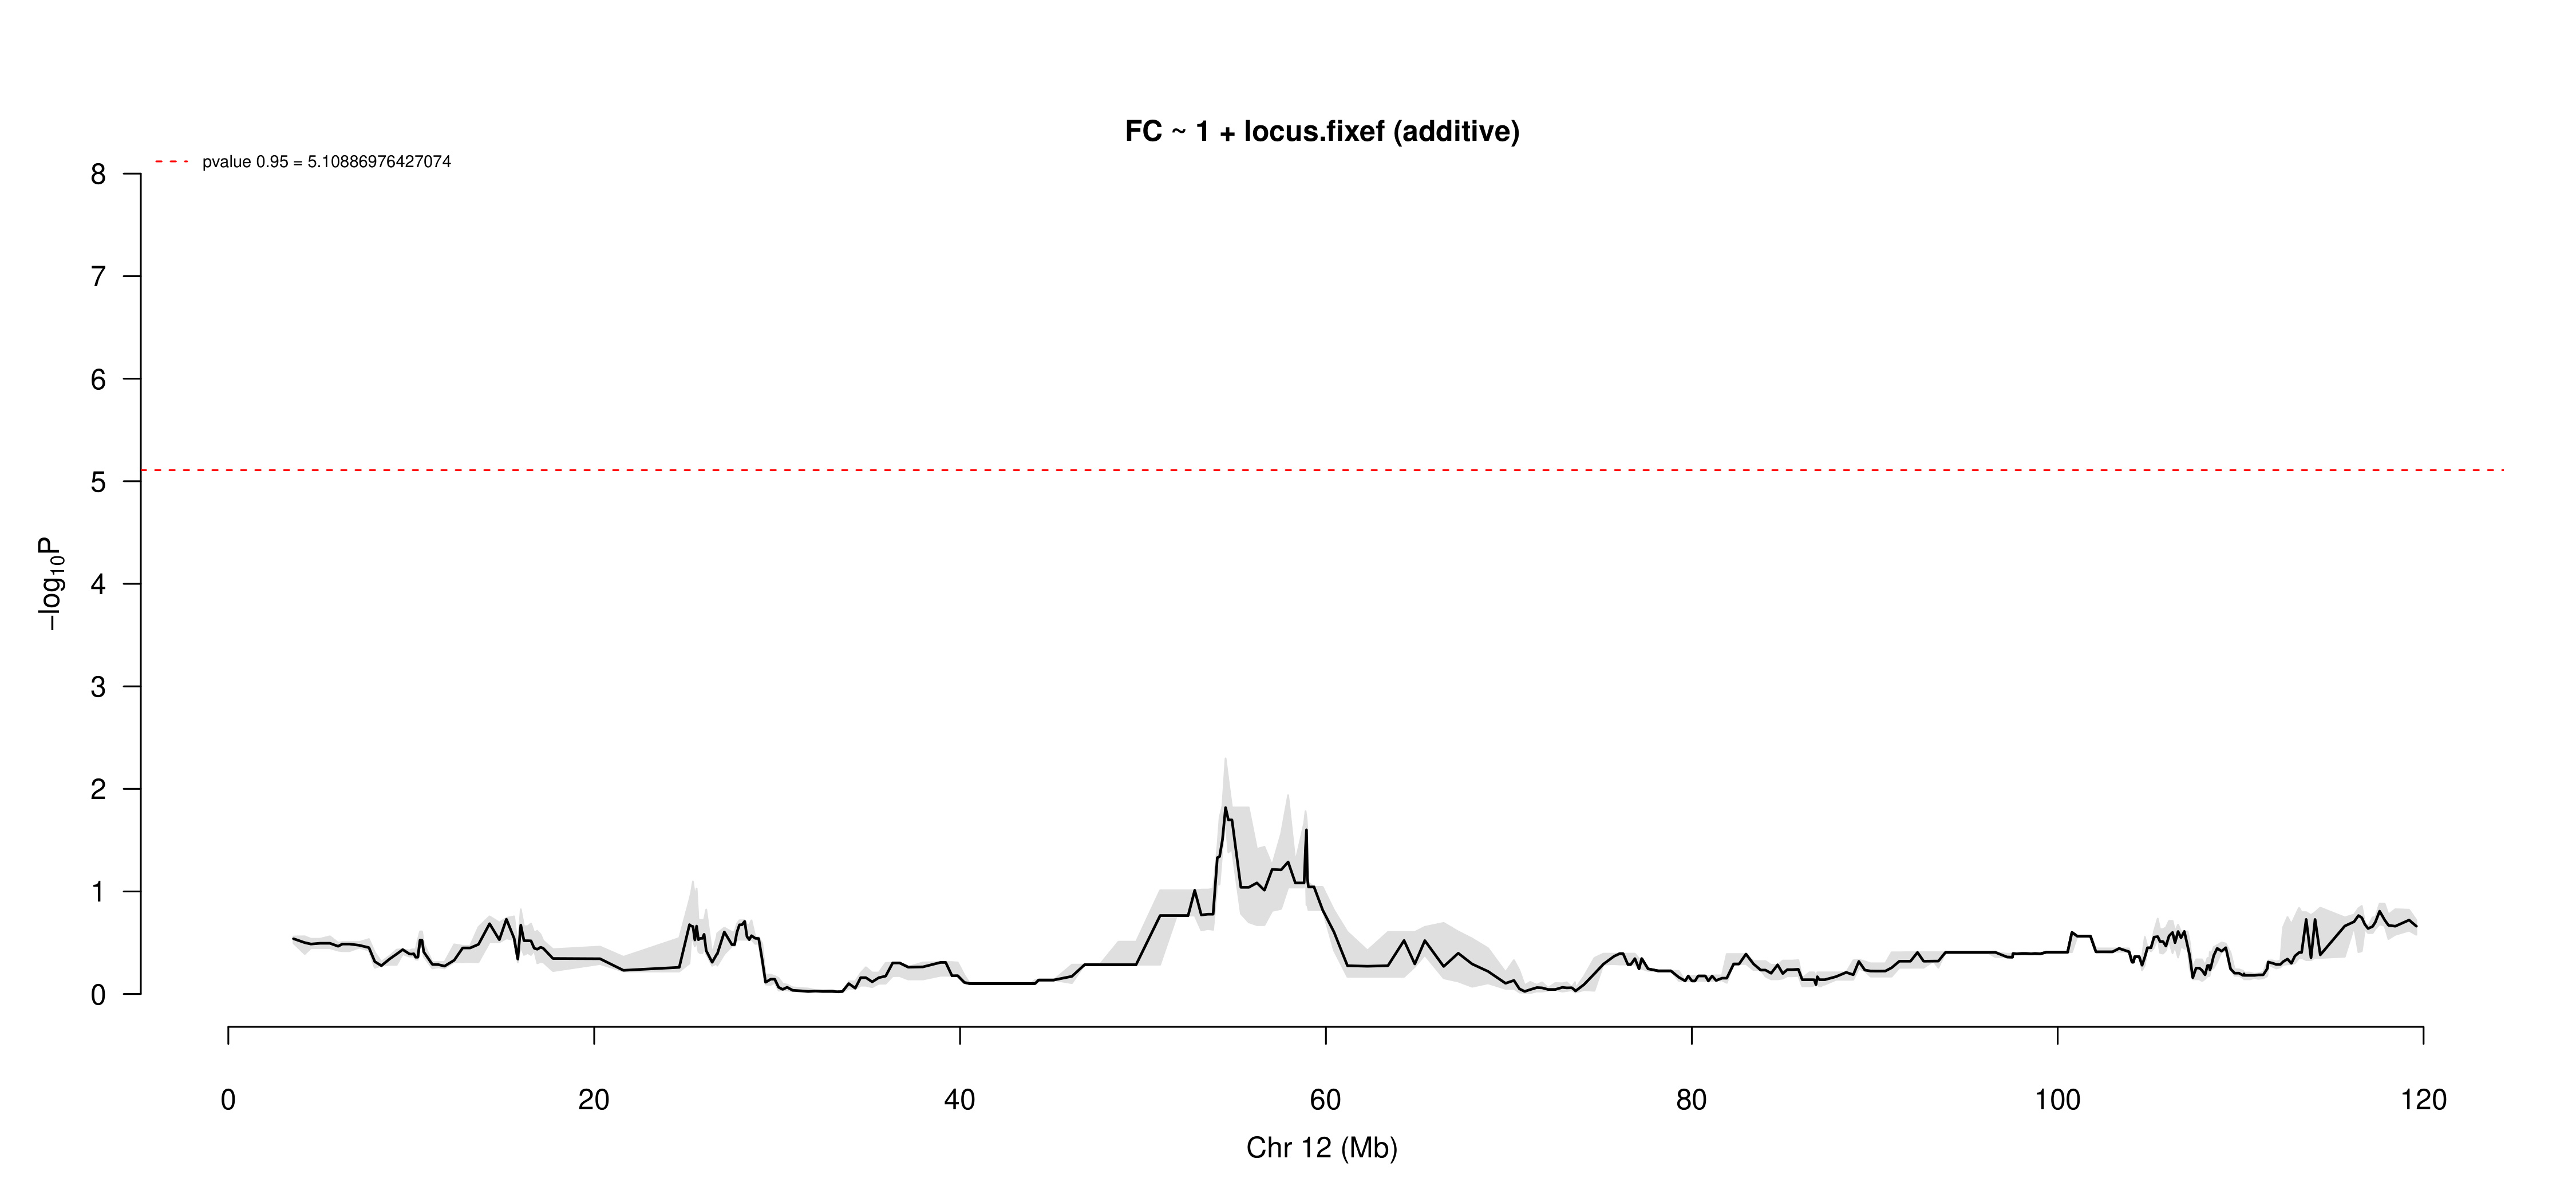 FC ~ 1 + locus.fixef (additive)
pvalue 0.95 = 5.10886976427074
8
7
6
5
4
3
2
1
0
−log10P
0 20 40 60 80 100 120
Chr 12 (Mb)